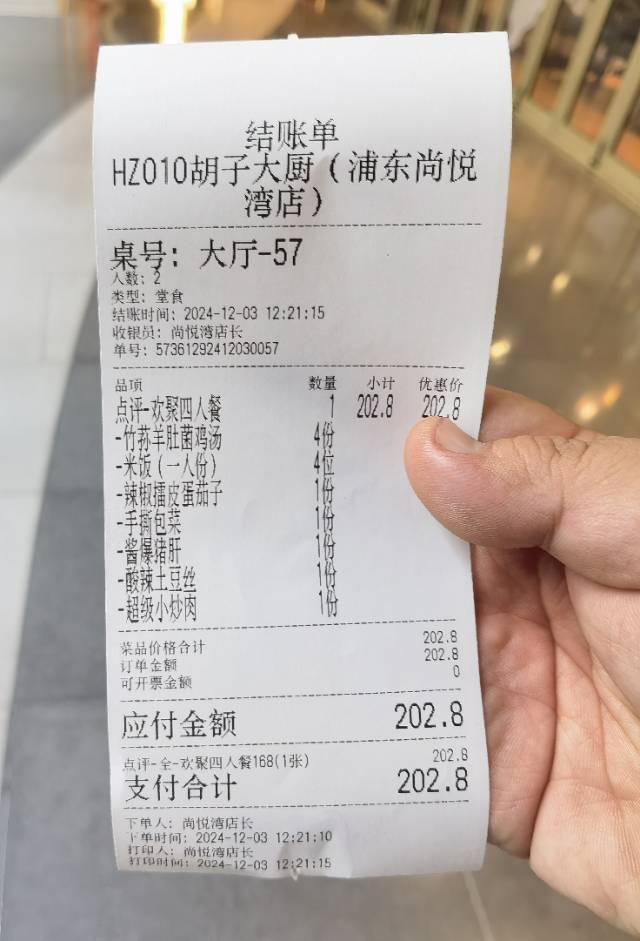 结账单
HZ010胡子大厨（浦东尚悦
湾店）
桌号：大厅-57
人数：2
类型：堂食
结账时间：2024-12-03 12:21:15
收银员：尚悦湾店长
单号：57361292412030057
品项 数量 小计 优惠价
点评-欢聚四人餐 1 202.8 202.8
-竹荪羊肚菌鸡汤 4份
-米饭（一人份） 4位
-辣椒擂皮蛋茄子 1份
-手撕包菜 1份
-酱爆猪肝 1份
-酸辣土豆丝 1份
-超级小炒肉 1份
菜品价格合计 202.8
订单金额 202.8
可开票金额 0
应付金额 202.8
点评-全-欢聚四人餐168(1张) 202.8
支付合计 202.8
下单人：尚悦湾店长
下单时间：2024-12-03 12:21:10
打印人：尚悦湾店长
打印时间：2024-12-03 12:21:15